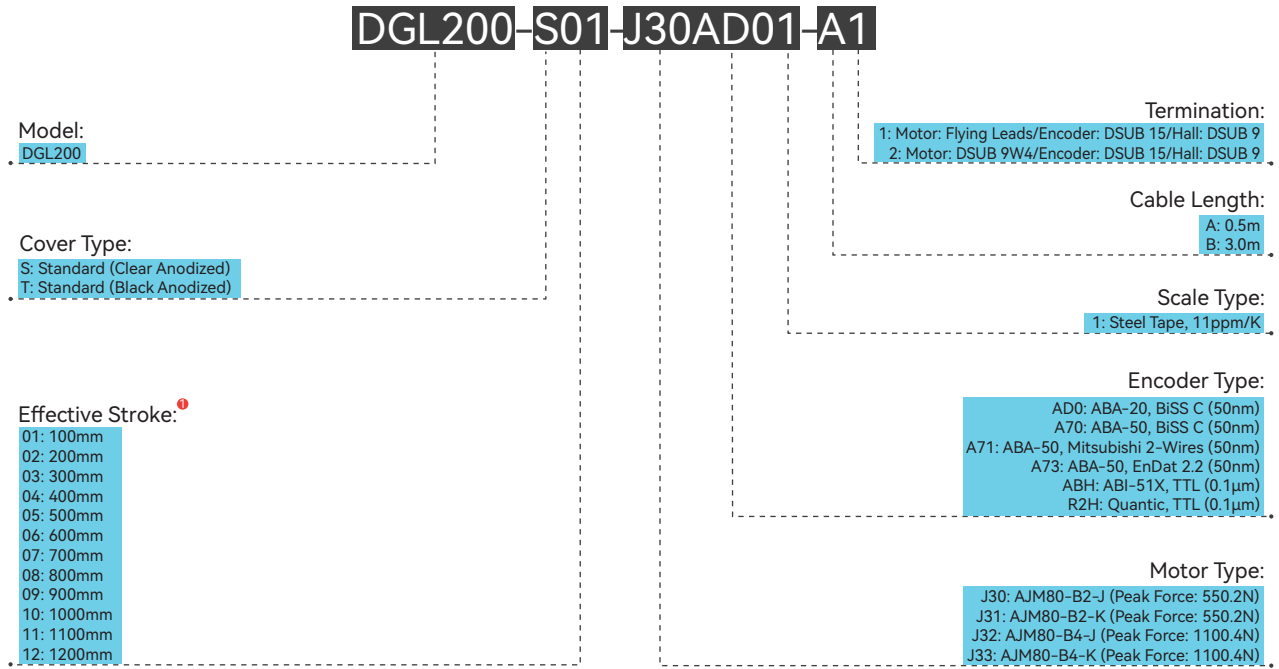 DGL200-S01-J30AD01-A1
Model:
DGL200
Cover Type:
S: Standard (Clear Anodized)
T: Standard (Black Anodized)
Effective Stroke:1
01: 100mm
02: 200mm
03: 300mm
04: 400mm
05: 500mm
06: 600mm
07: 700mm
08: 800mm
09: 900mm
10: 1000mm
11: 1100mm
12: 1200mm
Termination:
1: Motor: Flying Leads/Encoder: DSUB 15/Hall: DSUB 9
2: Motor: DSUB 9W4/Encoder: DSUB 15/Hall: DSUB 9
Cable Length:
A: 0.5m
B: 3.0m
Scale Type:
1: Steel Tape, 11ppm/K
Encoder Type:
AD0: ABA-20, BiSS C (50nm)
A70: ABA-50, BiSS C (50nm)
A71: ABA-50, Mitsubishi 2-Wires (50nm)
A73: ABA-50, EnDat 2.2 (50nm)
ABH: ABI-51X, TTL (0.1μm)
R2H: Quantic, TTL (0.1μm)
Motor Type:
J30: AJM80-B2-J (Peak Force: 550.2N)
J31: AJM80-B2-K (Peak Force: 550.2N)
J32: AJM80-B4-J (Peak Force: 1100.4N)
J33: AJM80-B4-K (Peak Force: 1100.4N)